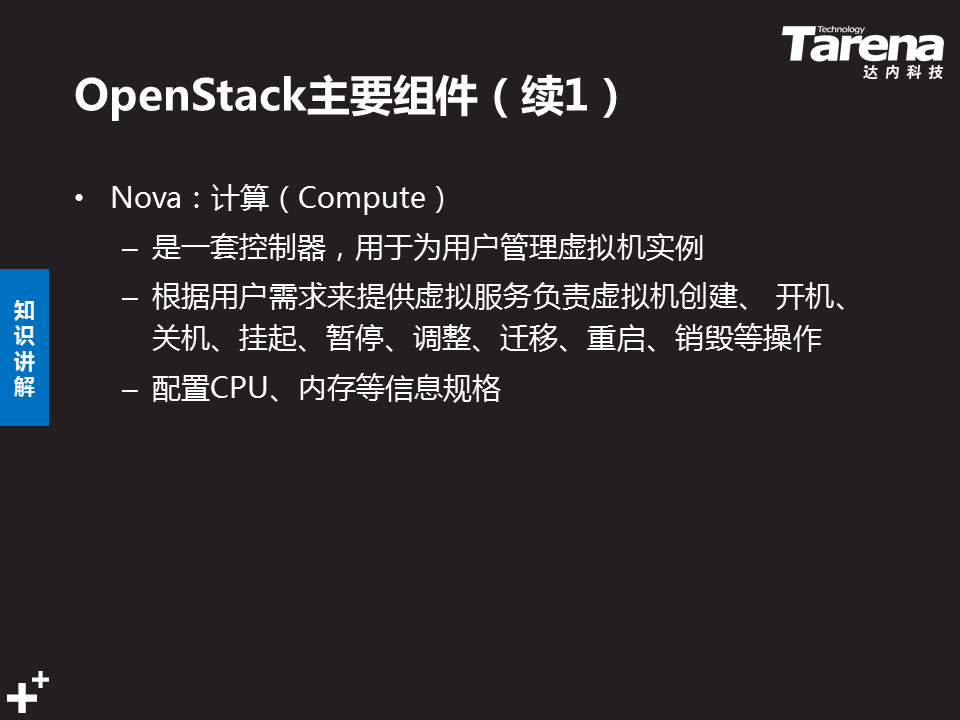 Technology
Tarena
达内科技
OpenStack主要组件（续1）
• Nova：计算（Compute）
– 是一套控制器，用于为用户管理虚拟机实例
– 根据用户需求来提供虚拟服务负责虚拟机创建、 开机、
关机、挂起、暂停、调整、迁移、重启、销毁等操作
– 配置CPU、内存等信息规格
知
识
讲
解